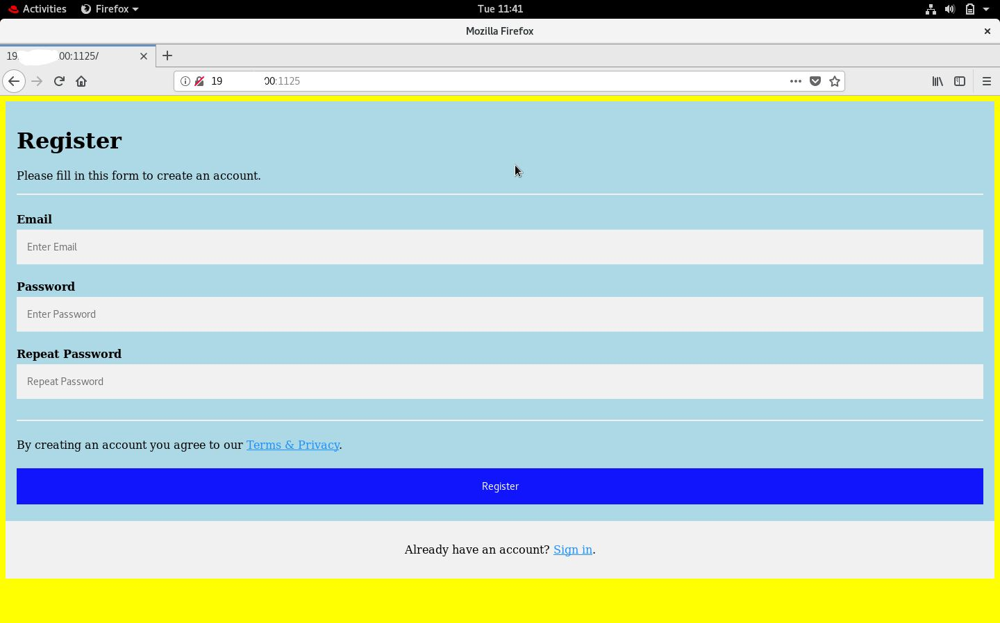 Activities Firefox Tue 11:41
Mozilla Firefox
19 00:1125/
19 00:1125
Register
Please fill in this form to create an account.
Email
Enter Email
Password
Enter Password
Repeat Password
Repeat Password
By creating an account you agree to our Terms & Privacy.
Register
Already have an account? Sign in.